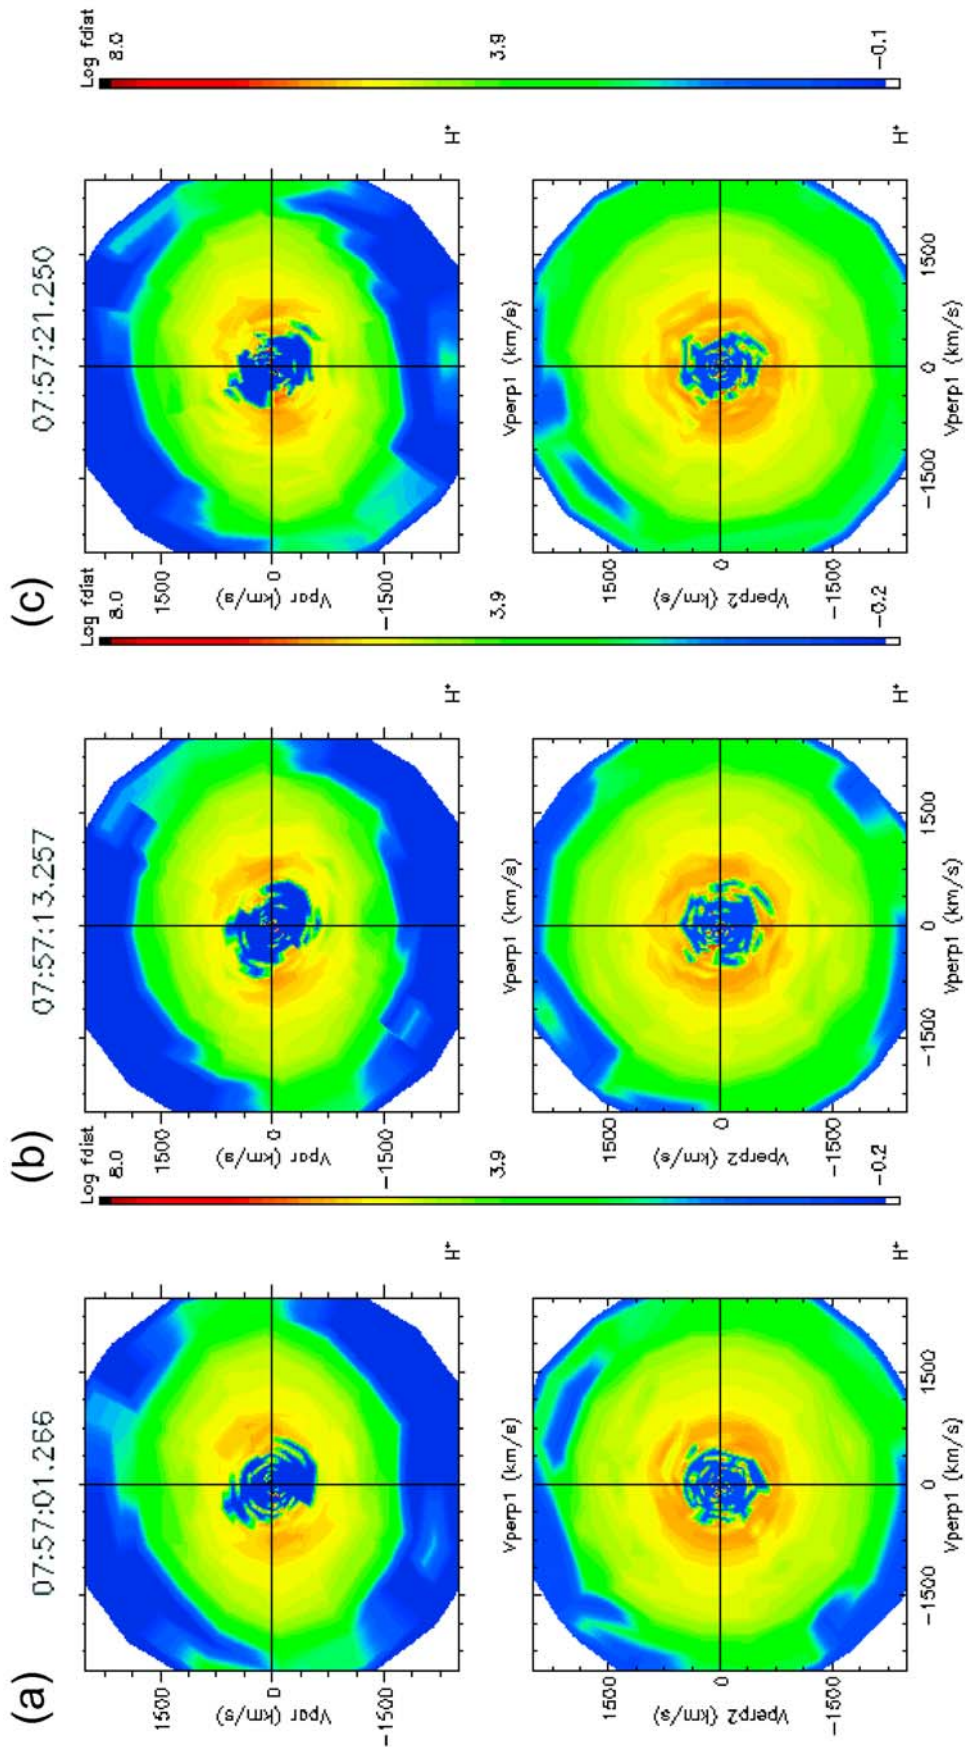 (a)
07:57:01.266
1500
0
-1500
Vpar (km/s)
Vperp1 (km/s)
H⁺
1500
0
-1500
Vperp2 (km/s)
-1500 0 1500
Vperp1 (km/s)
H⁺
Log fdist
8.0
3.9
-0.2
(b)
07:57:13.257
1500
0
-1500
Vpar (km/s)
Vperp1 (km/s)
H⁺
1500
0
-1500
Vperp2 (km/s)
-1500 0 1500
Vperp1 (km/s)
H⁺
Log fdist
8.0
3.9
-0.2
(c)
07:57:21.250
1500
0
-1500
Vpar (km/s)
Vperp1 (km/s)
H⁺
1500
0
-1500
Vperp2 (km/s)
-1500 0 1500
Vperp1 (km/s)
H⁺
Log fdist
8.0
3.9
-0.1